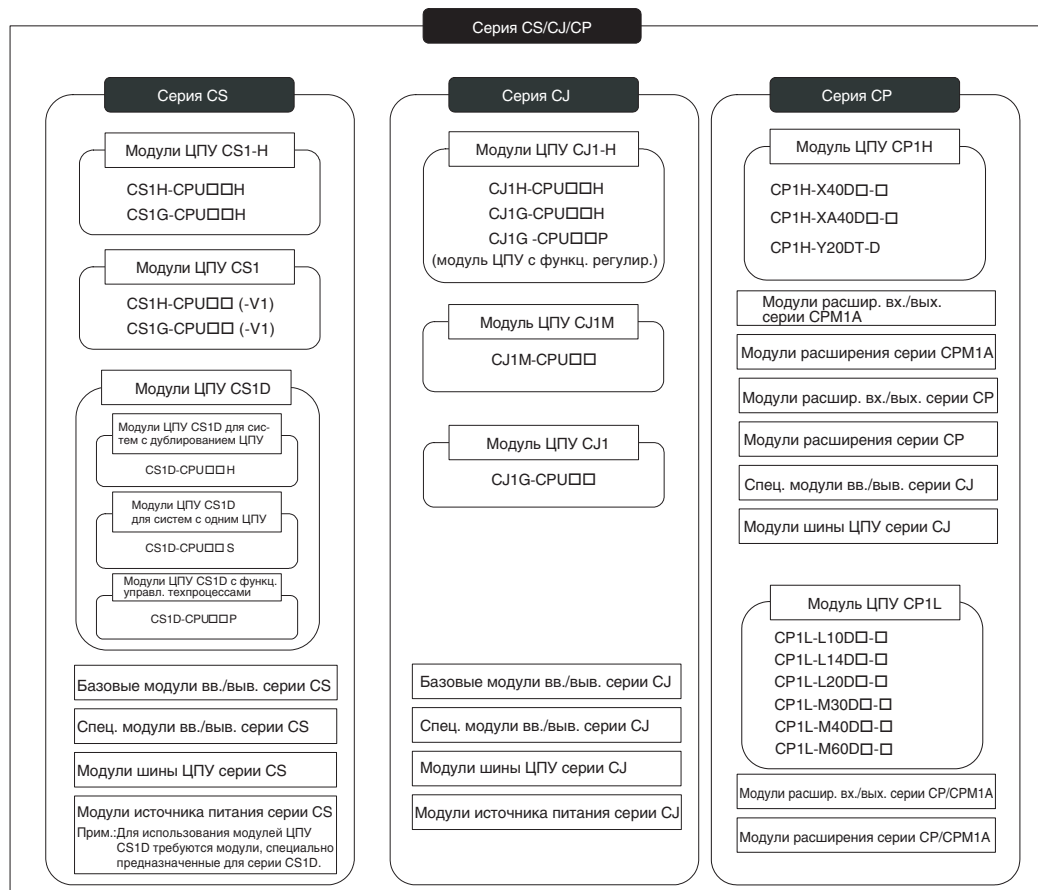 Серия CS/CJ/CP
Серия CS
Модули ЦПУ CS1-H
CS1H-CPU□□H
CS1G-CPU□□H
Модули ЦПУ CS1
CS1H-CPU□□ (-V1)
CS1G-CPU□□ (-V1)
Модули ЦПУ CS1D
Модули ЦПУ CS1D для сис-
тем с дублированием ЦПУ
CS1D-CPU□□H
Модули ЦПУ CS1D
для систем с одним ЦПУ
CS1D-CPU□□ S
Модули ЦПУ CS1D с функц.
управл. техпроцессами
CS1D-CPU□□P
Базовые модули вв./выв. серии CS
Спец. модули вв./выв. серии CS
Модули шины ЦПУ серии CS
Модули источника питания серии CS
Прим.:Для использования модулей ЦПУ
CS1D требуются модули, специально
предназначенные для серии CS1D.
Серия CJ
Модули ЦПУ CJ1-H
CJ1H-CPU□□H
CJ1G-CPU□□H
CJ1G -CPU□□P
(модуль ЦПУ с функц. регулир.)
Модуль ЦПУ CJ1M
CJ1M-CPU□□
Модуль ЦПУ CJ1
CJ1G-CPU□□
Базовые модули вв./выв. серии CJ
Спец. модули вв./выв. серии CJ
Модули шины ЦПУ серии CJ
Модули источника питания серии CJ
Серия CP
Модуль ЦПУ CP1H
CP1H-X40D□-□
CP1H-XA40D□-□
CP1H-Y20DT-D
Модули расшир. вх./вых.
серии CPM1A
Модули расширения серии CPM1A
Модули расшир. вх./вых. серии CP
Модули расширения серии CP
Спец. модули вв./выв. серии CJ
Модули шины ЦПУ серии CJ
Модуль ЦПУ CP1L
CP1L-L10D□-□
CP1L-L14D□-□
CP1L-L20D□-□
CP1L-M30D□-□
CP1L-M40D□-□
CP1L-M60D□-□
Модули расшир. вх./вых. серии CP/CPM1A
Модули расширения серии CP/CPM1A